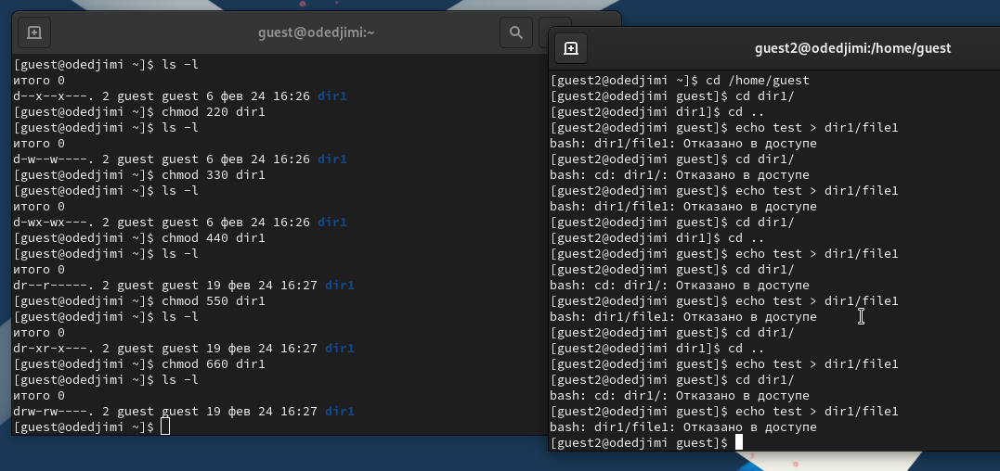 guest@odedjimi:~
[guest@odedjimi ~]$ ls -l
итого 0
d--x--x---. 2 guest guest 6 фев 24 16:26 dir1
[guest@odedjimi ~]$ chmod 220 dir1
[guest@odedjimi ~]$ ls -l
итого 0
d-w--w----. 2 guest guest 6 фев 24 16:26 dir1
[guest@odedjimi ~]$ chmod 330 dir1
[guest@odedjimi ~]$ ls -l
итого 0
d-wx-wx---. 2 guest guest 6 фев 24 16:26 dir1
[guest@odedjimi ~]$ chmod 440 dir1
[guest@odedjimi ~]$ ls -l
итого 0
dr--r-----. 2 guest guest 19 фев 24 16:27 dir1
[guest@odedjimi ~]$ chmod 550 dir1
[guest@odedjimi ~]$ ls -l
итого 0
dr-xr-x---. 2 guest guest 19 фев 24 16:27 dir1
[guest@odedjimi ~]$ chmod 660 dir1
[guest@odedjimi ~]$ ls -l
итого 0
drw-rw----. 2 guest guest 19 фев 24 16:27 dir1
[guest@odedjimi ~]$
guest2@odedjimi:/home/guest
[guest2@odedjimi ~]$ cd /home/guest
[guest2@odedjimi guest]$ cd dir1/
[guest2@odedjimi dir1]$ cd ..
[guest2@odedjimi guest]$ echo test > dir1/file1
bash: dir1/file1: Отказано в доступе
[guest2@odedjimi guest]$ cd dir1/
bash: cd: dir1/: Отказано в доступе
[guest2@odedjimi guest]$ echo test > dir1/file1
bash: dir1/file1: Отказано в доступе
[guest2@odedjimi guest]$ cd dir1/
[guest2@odedjimi dir1]$ cd ..
[guest2@odedjimi guest]$ echo test > dir1/file1
[guest2@odedjimi guest]$ cd dir1/
bash: cd: dir1/: Отказано в доступе
[guest2@odedjimi guest]$ echo test > dir1/file1
bash: dir1/file1: Отказано в доступе
[guest2@odedjimi guest]$ cd dir1/
[guest2@odedjimi dir1]$ cd ..
[guest2@odedjimi guest]$ echo test > dir1/file1
[guest2@odedjimi guest]$ cd dir1/
bash: cd: dir1/: Отказано в доступе
[guest2@odedjimi guest]$ echo test > dir1/file1
bash: dir1/file1: Отказано в доступе
[guest2@odedjimi guest]$